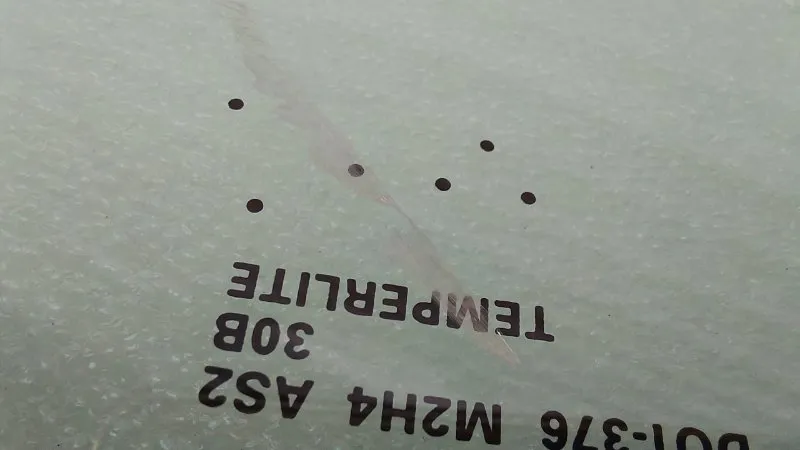 DOT-376 M2H4 AS2
30B
TEMPERLITE